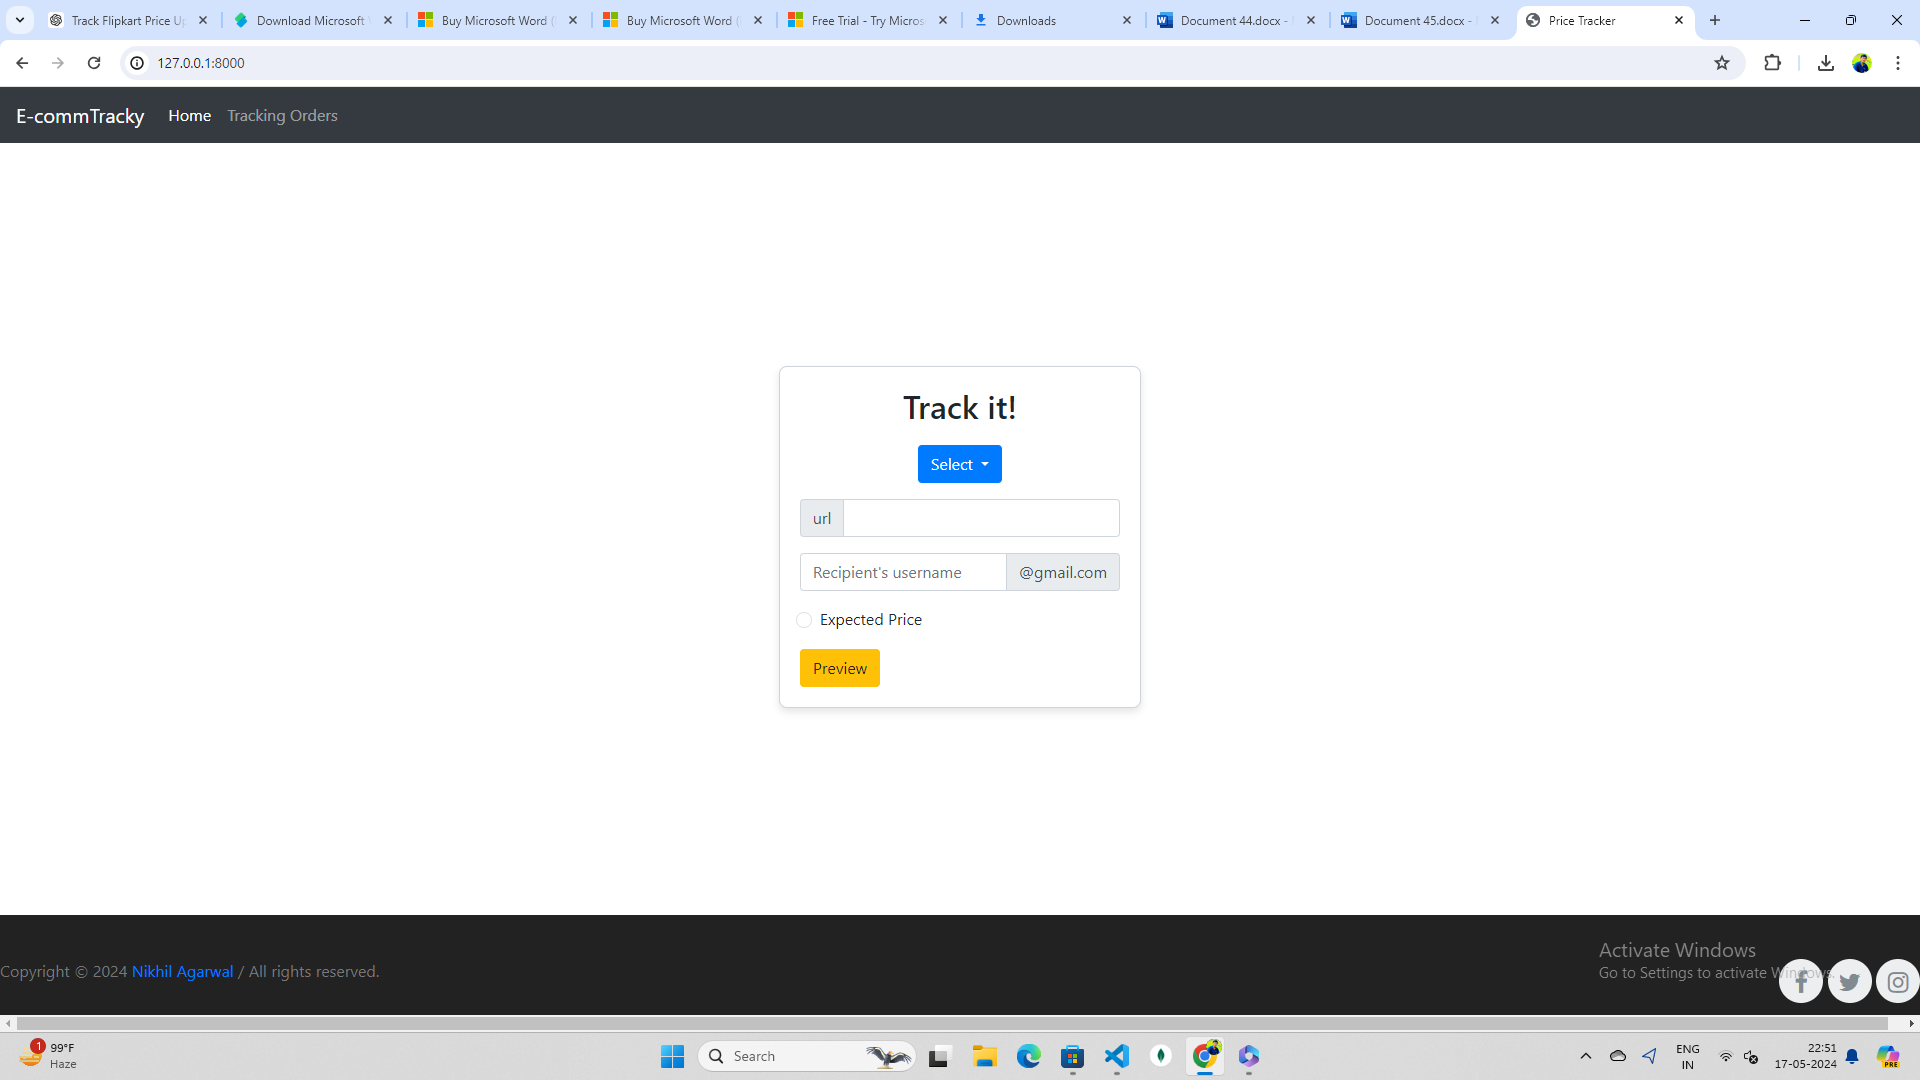 Track Flipkart Price Up
Download Microsoft
Buy Microsoft Word (
Buy Microsoft Word (
Free Trial - Try Micros
Downloads
Document 44.docx -
Document 45.docx -
Price Tracker
127.0.0.1:8000
E-commTracky Home Tracking Orders
Track it!
Select
url
Recipient's username @gmail.com
Expected Price
Preview
Activate Windows
Go to Settings to activate Windows.
Copyright © 2024 Nikhil Agarwal / All rights reserved.
1
99°F
Haze
Search
ENG
IN
22:51
17-05-2024
PRE